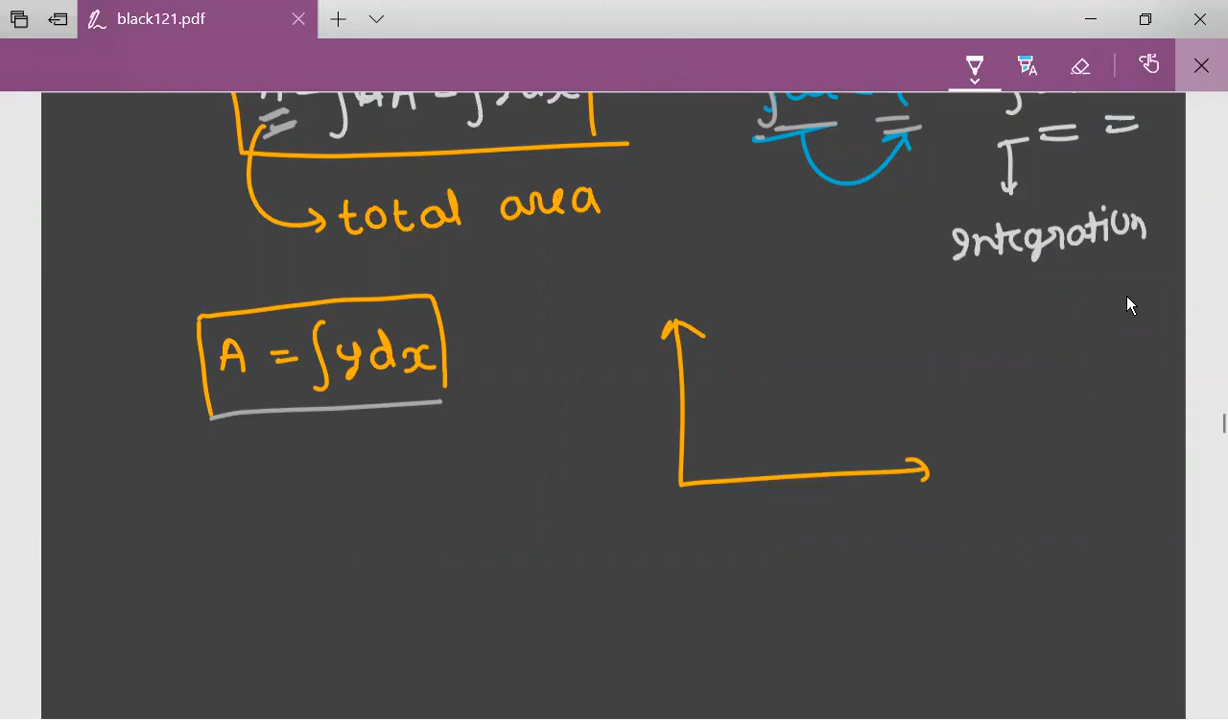 black121.pdf
total area
integration
A = ∫ydx